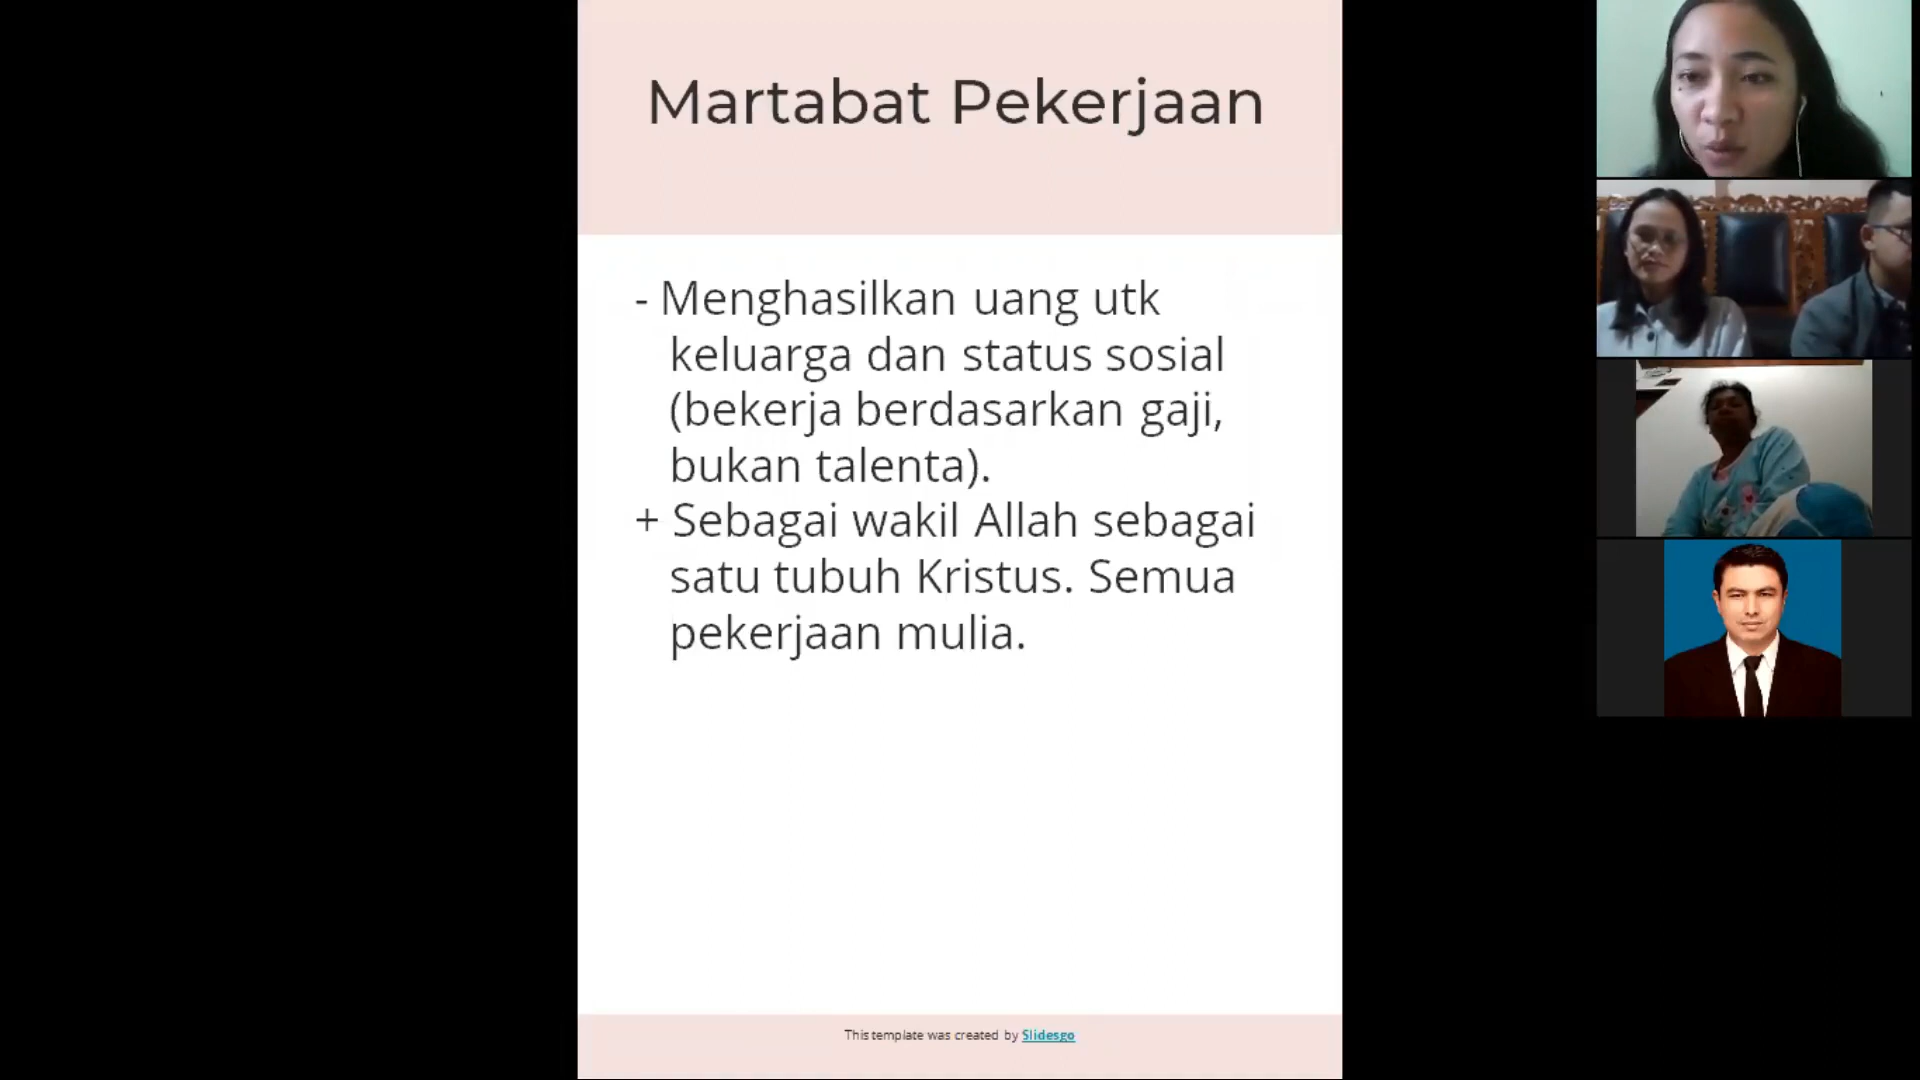 Martabat Pekerjaan
- Menghasilkan uang utk
keluarga dan status sosial
(bekerja berdasarkan gaji,
bukan talenta).
+ Sebagai wakil Allah sebagai
satu tubuh Kristus. Semua
pekerjaan mulia.
This template was created by Slidesgo